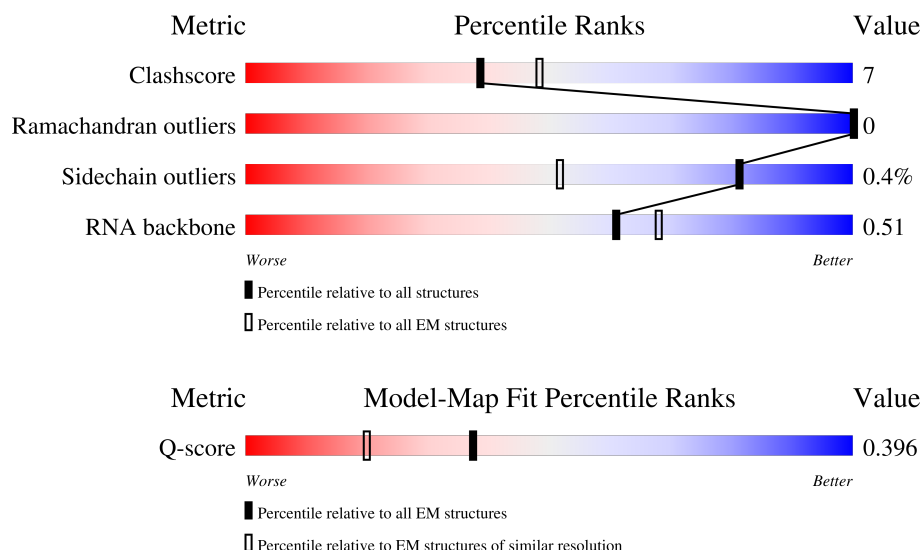 Metric Percentile Ranks Value
Clashscore 7
Ramachandran outliers 0
Sidechain outliers 0.4%
RNA backbone 0.51
Worse Better
Percentile relative to all structures
Percentile relative to all EM structures
Metric Model-Map Fit Percentile Ranks Value
Q-score 0.396
Worse Better
Percentile relative to all EM structures
Percentile relative to EM structures of similar resolution